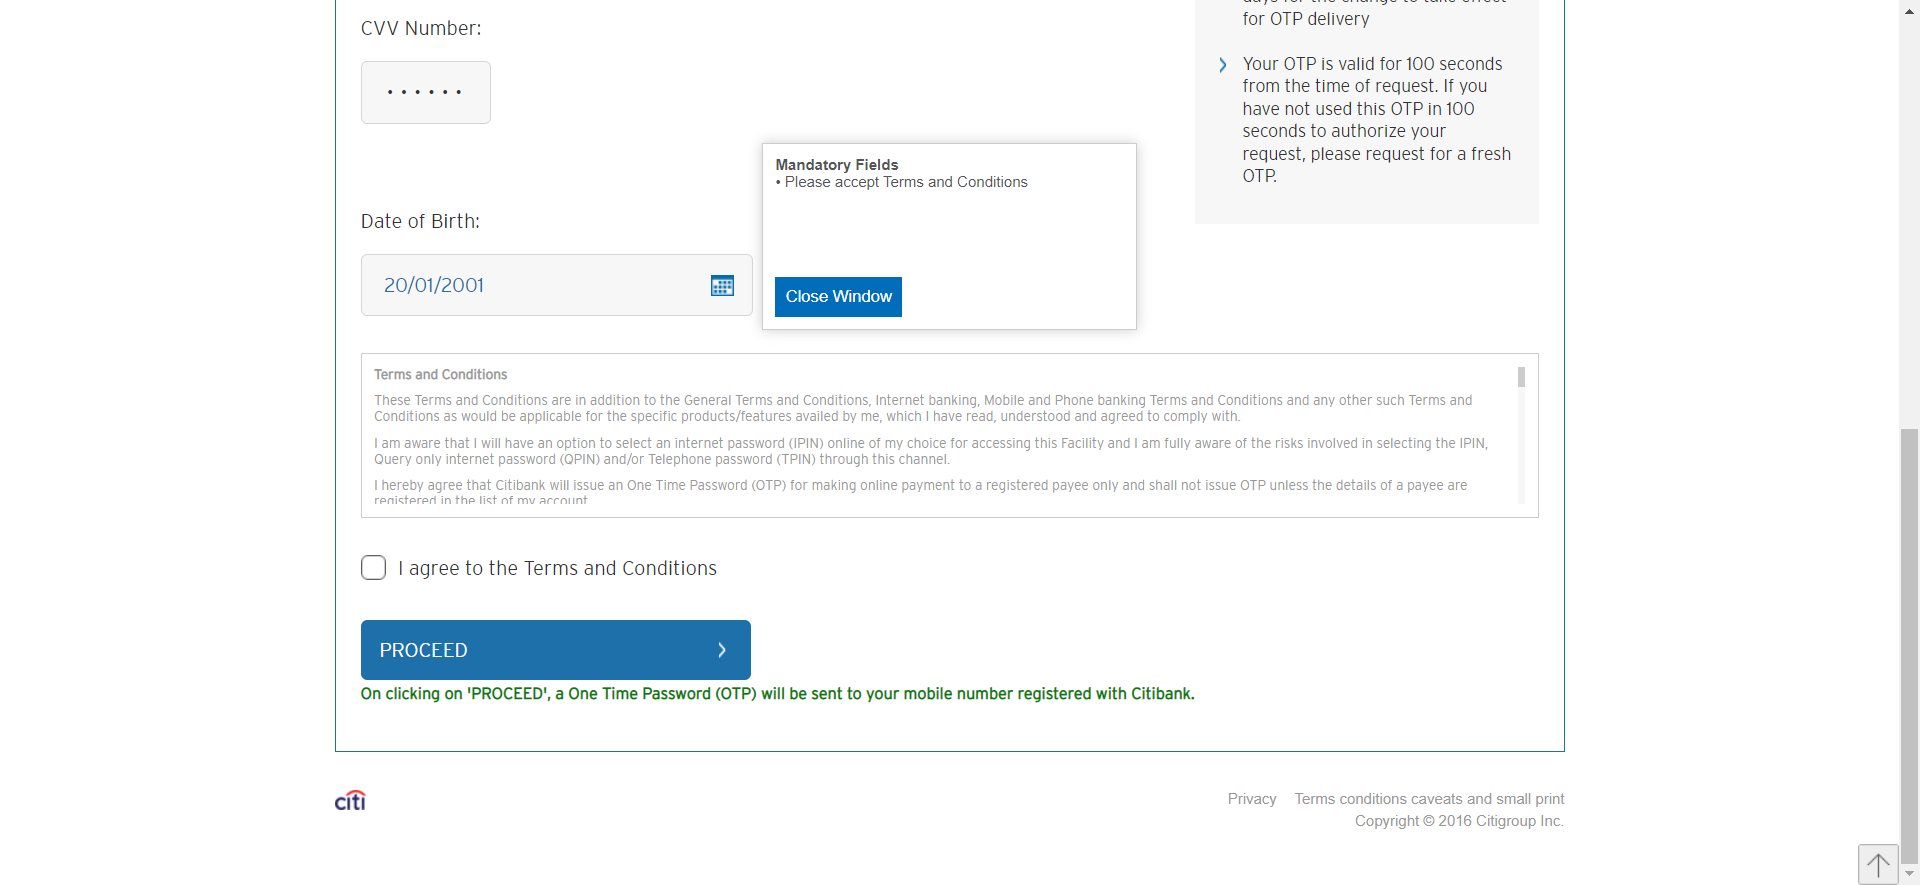 CVV Number:
••••••
Date of Birth:
20/01/2001
for OTP delivery
Your OTP is valid for 100 seconds
from the time of request. If you
have not used this OTP in 100
seconds to authorize your
request, please request for a fresh
OTP.
Mandatory Fields
• Please accept Terms and Conditions
Close Window
Terms and Conditions
These Terms and Conditions are in addition to the General Terms and Conditions, Internet banking, Mobile and Phone banking Terms and Conditions and any other such Terms and
Conditions as would be applicable for the specific products/features availed by me, which I have read, understood and agreed to comply with.
I am aware that I will have an option to select an internet password (IPIN) online of my choice for accessing this Facility and I am fully aware of the risks involved in selecting the IPIN,
Query only internet password (QPIN) and/or Telephone password (TPIN) through this channel.
I hereby agree that Citibank will issue an One Time Password (OTP) for making online payment to a registered payee only and shall not issue OTP unless the details of a payee are
registered in the list of my account
I agree to the Terms and Conditions
PROCEED
On clicking on 'PROCEED', a One Time Password (OTP) will be sent to your mobile number registered with Citibank.
citi
Privacy Terms conditions caveats and small print
Copyright © 2016 Citigroup Inc.